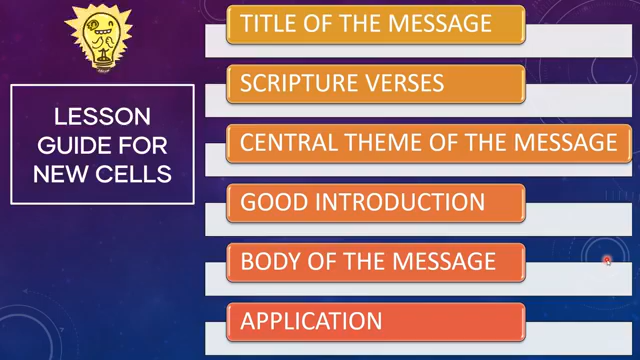 LESSON
GUIDE FOR
NEW CELLS
TITLE OF THE MESSAGE
SCRIPTURE VERSES
CENTRAL THEME OF THE MESSAGE
GOOD INTRODUCTION
BODY OF THE MESSAGE
APPLICATION